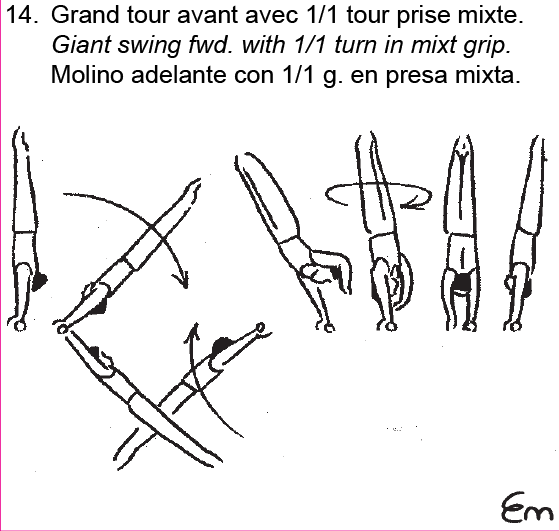 14. Grand tour avant avec 1/1 tour prise mixte.
Giant swing fwd. with 1/1 turn in mixt grip.
Molino adelante con 1/1 g. en presa mixta.
Em